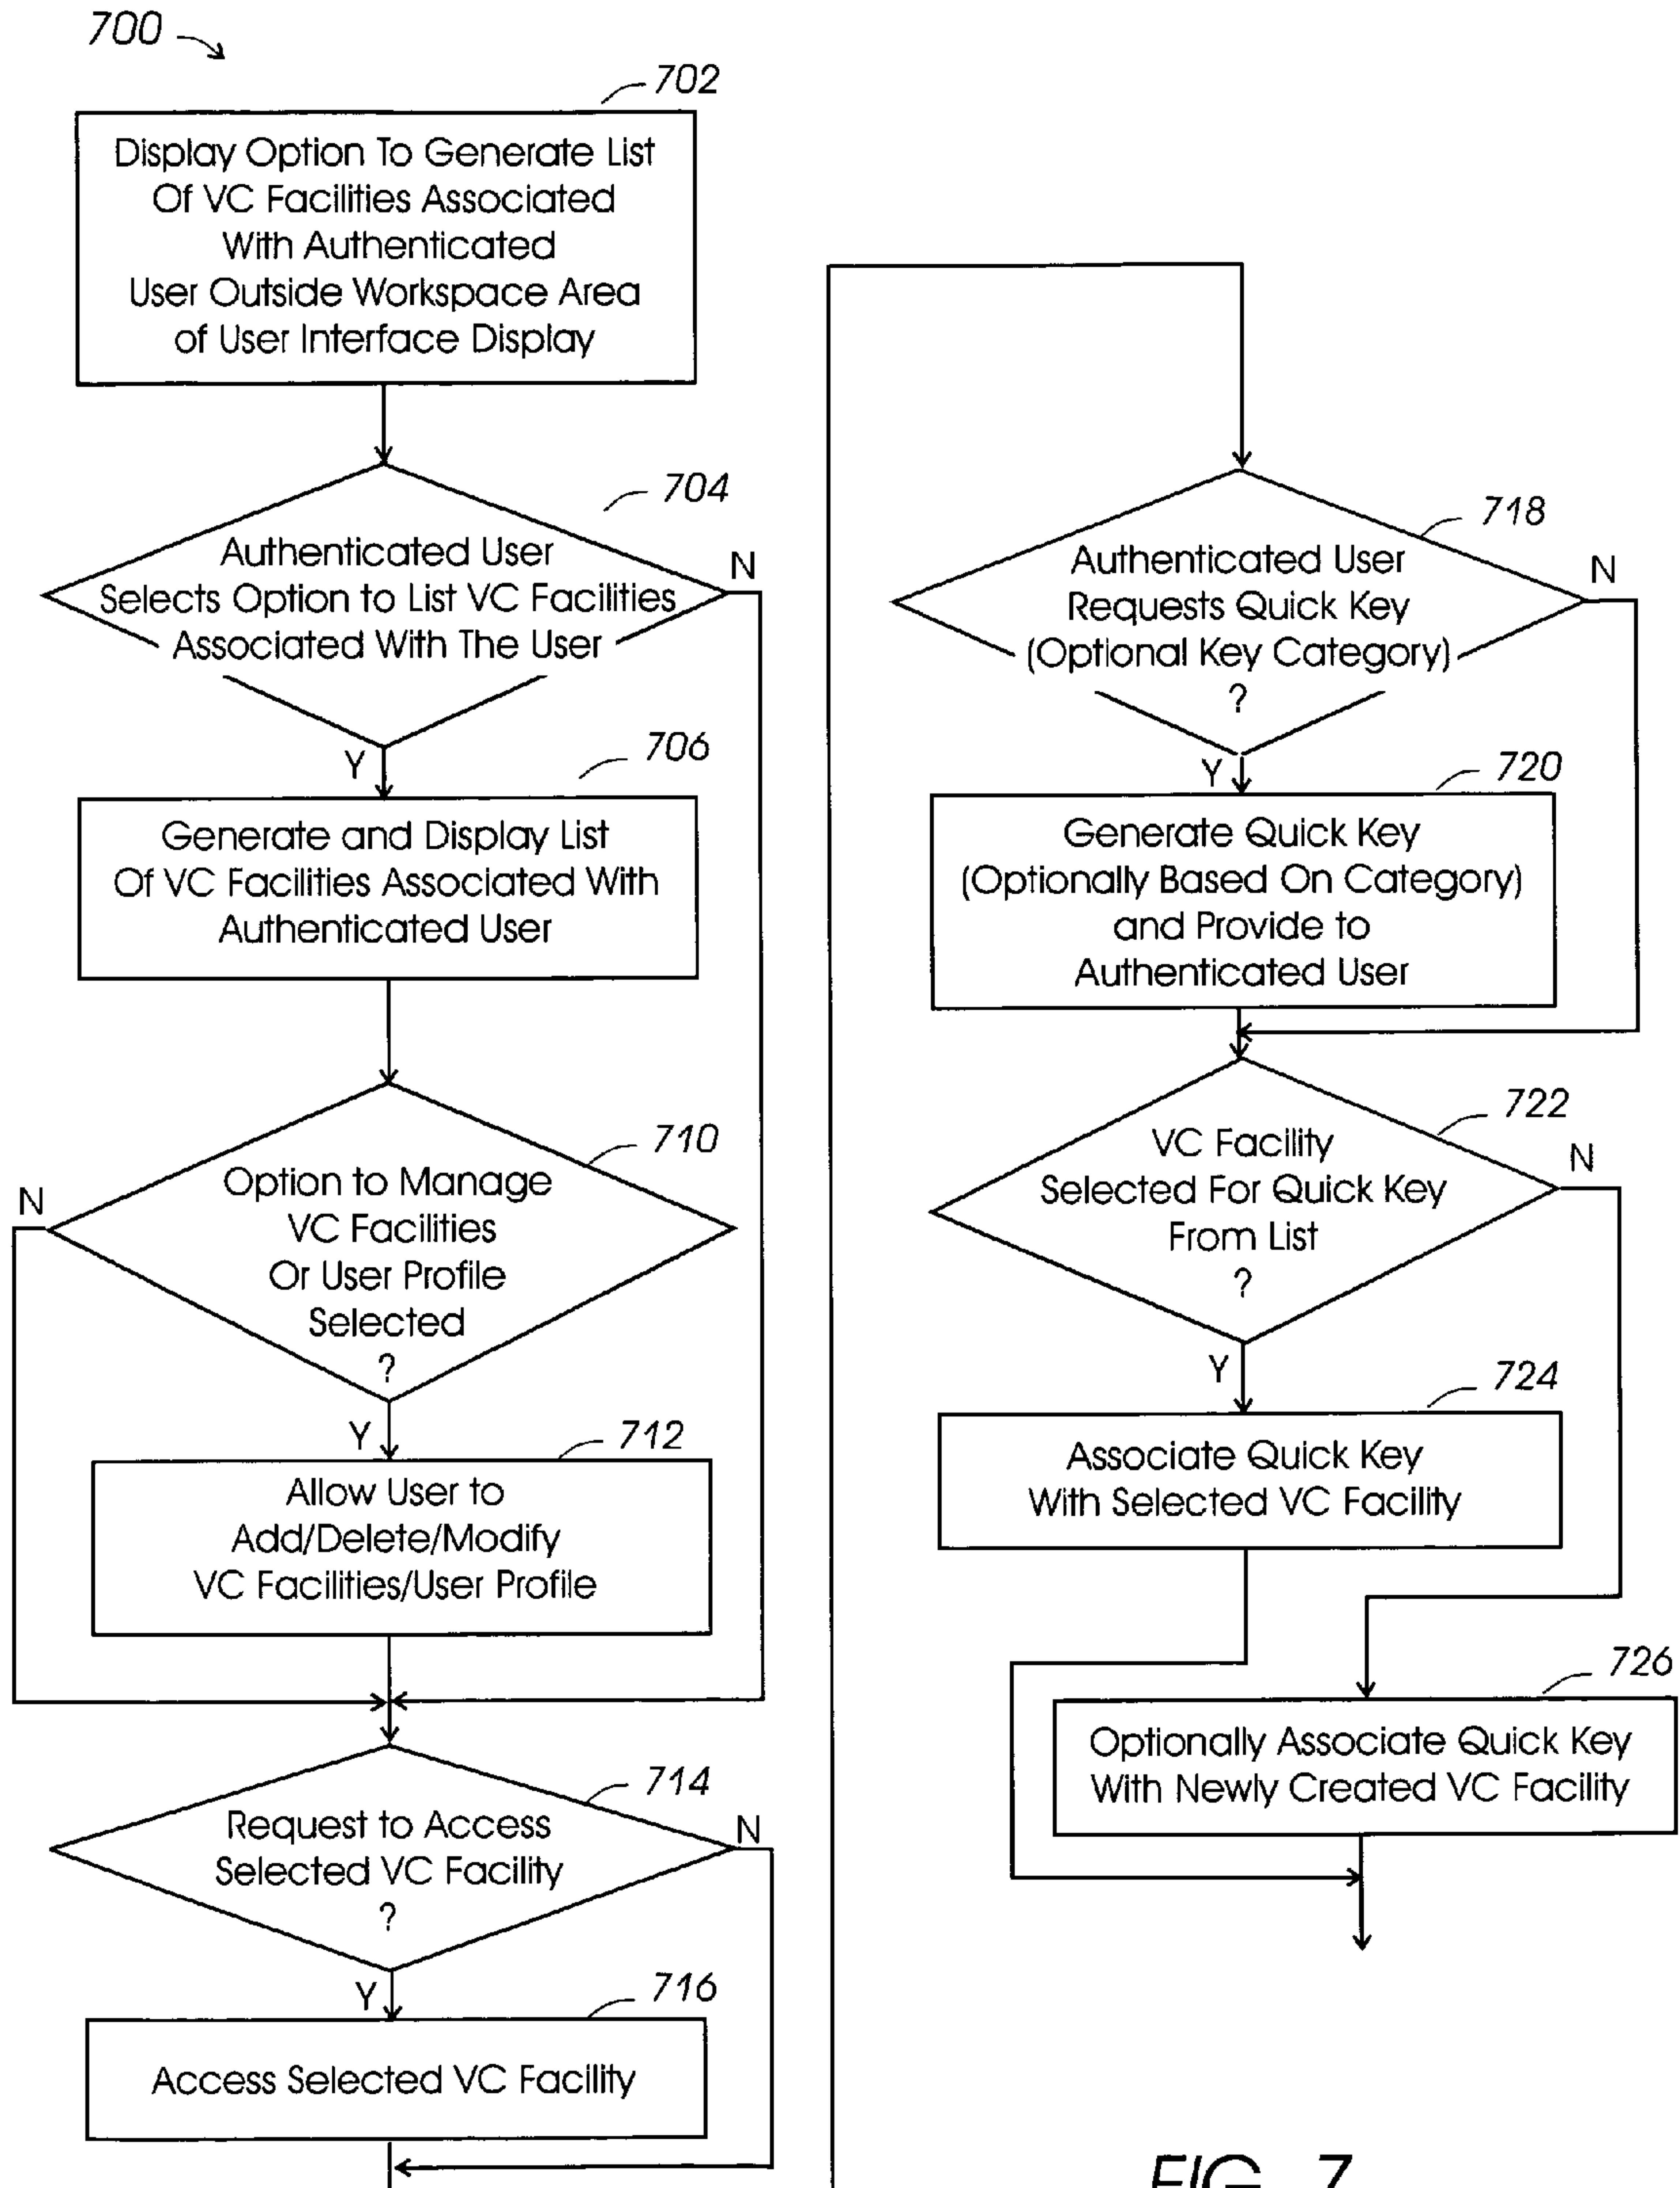 700
702
Display Option To Generate List
Of VC Facilities Associated
With Authenticated
User Outside Workspace Area
of User Interface Display
704
Authenticated User
Selects Option to List VC Facilities
Associated With The User
N
Y
706
Generate and Display List
Of VC Facilities Associated With
Authenticated User
710
Option to Manage
VC Facilities
Or User Profile
Selected
?
N
Y
712
Allow User to
Add/Delete/Modify
VC Facilities/User Profile
714
Request to Access
Selected VC Facility
?
N
Y
716
Access Selected VC Facility
718
Authenticated User
Requests Quick Key
(Optional Key Category)
?
N
Y
720
Generate Quick Key
(Optionally Based On Category)
and Provide to
Authenticated User
722
VC Facility
Selected For Quick Key
From List
?
N
Y
724
Associate Quick Key
With Selected VC Facility
726
Optionally Associate Quick Key
With Newly Created VC Facility
FIG. 7